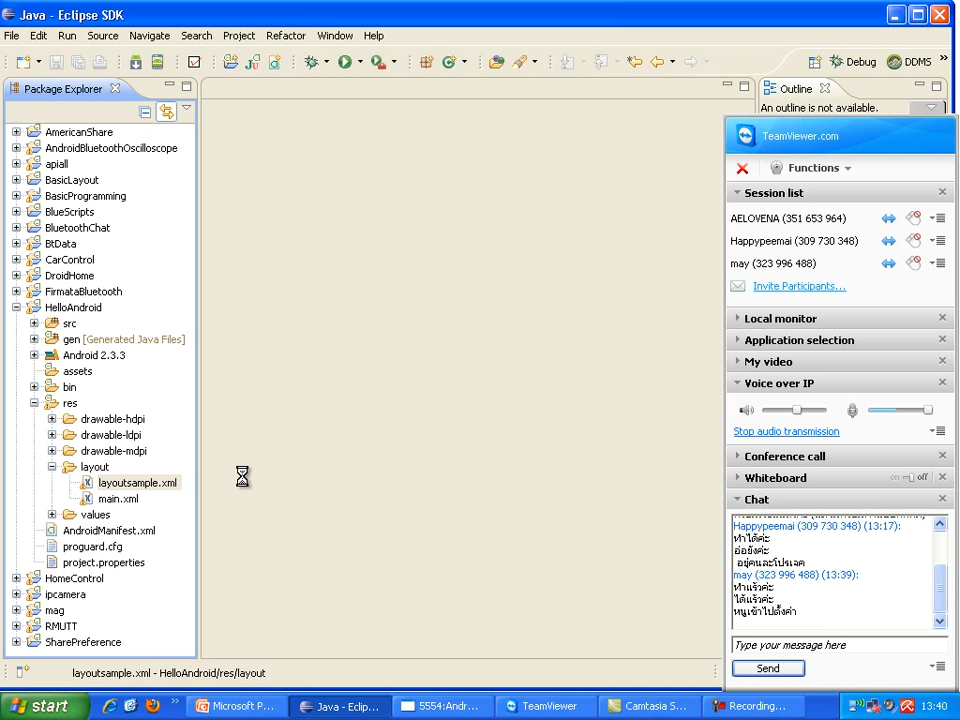 Java - Eclipse SDK
File Edit Run Source Navigate Search Project Refactor Window Help
Debug DDMS »
Package Explorer
Outline
An outline is not available.
AmericanShare
AndroidBluetoothOscilloscope
apiall
BasicLayout
BasicProgramming
BlueScripts
BluetoothChat
BtData
CarControl
DroidHome
FirmataBluetooth
HelloAndroid
src
gen [Generated Java Files]
Android 2.3.3
assets
bin
res
drawable-hdpi
drawable-ldpi
drawable-mdpi
layout
layoutsample.xml
main.xml
values
AndroidManifest.xml
proguard.cfg
project.properties
HomeControl
ipcamera
mag
RMUTT
SharePreference
TeamViewer.com
Functions
Session list
AELOVENA (351 653 964)
Happypeemai (309 730 348)
may (323 996 488)
Invite Participants...
Local monitor
Application selection
My video
Voice over IP
Stop audio transmission
Conference call
Whiteboard on off
Chat
Happypeemai (309 730 348) (13:17):
ทำได้ค่ะ
อ๋อยังค่ะ
อยู่คนละโปรเจค
may (323 996 488) (13:39):
ทำแร้วค่ะ
ได้แร้วค่ะ
หนูเข้าไปตั้งค่า
Type your message here
Send
layoutsample.xml - HelloAndroid/res/layout
start » Microsoft P... Java - Eclip... 5554:Andr... TeamViewer Camtasia S... Recording... 13:40